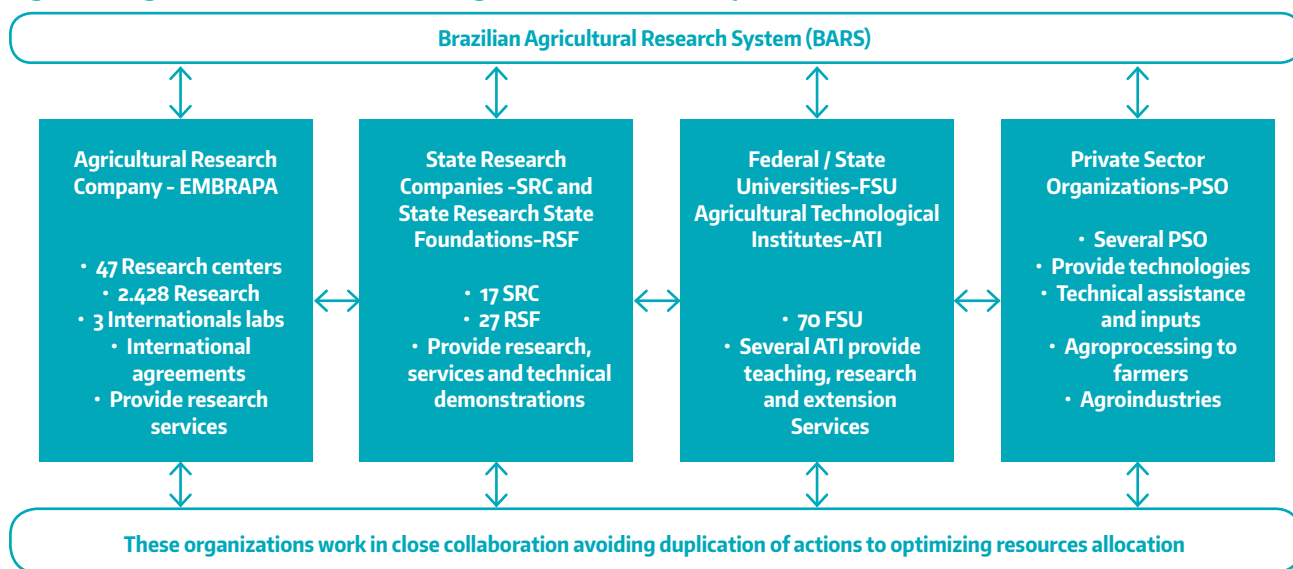 Brazilian Agricultural Research System (BARS)
Agricultural Research
Company - EMBRAPA
• 47 Research centers
• 2.428 Research
• 3 Internationals labs
• International
agreements
• Provide research
services
State Research
Companies -SRC and
State Research State
Foundations-RSF
• 17 SRC
• 27 RSF
• Provide research,
services and technical
demonstrations
Federal / State
Universities-FSU
Agricultural Technological
Institutes-ATI
• 70 FSU
• Several ATI provide
teaching, research
and extension
Services
Private Sector
Organizations-PSO
• Several PSO
• Provide technologies
• Technical assistance
and inputs
• Agroprocessing to
farmers
• Agroindustries
These organizations work in close collaboration avoiding duplication of actions to optimizing resources allocation